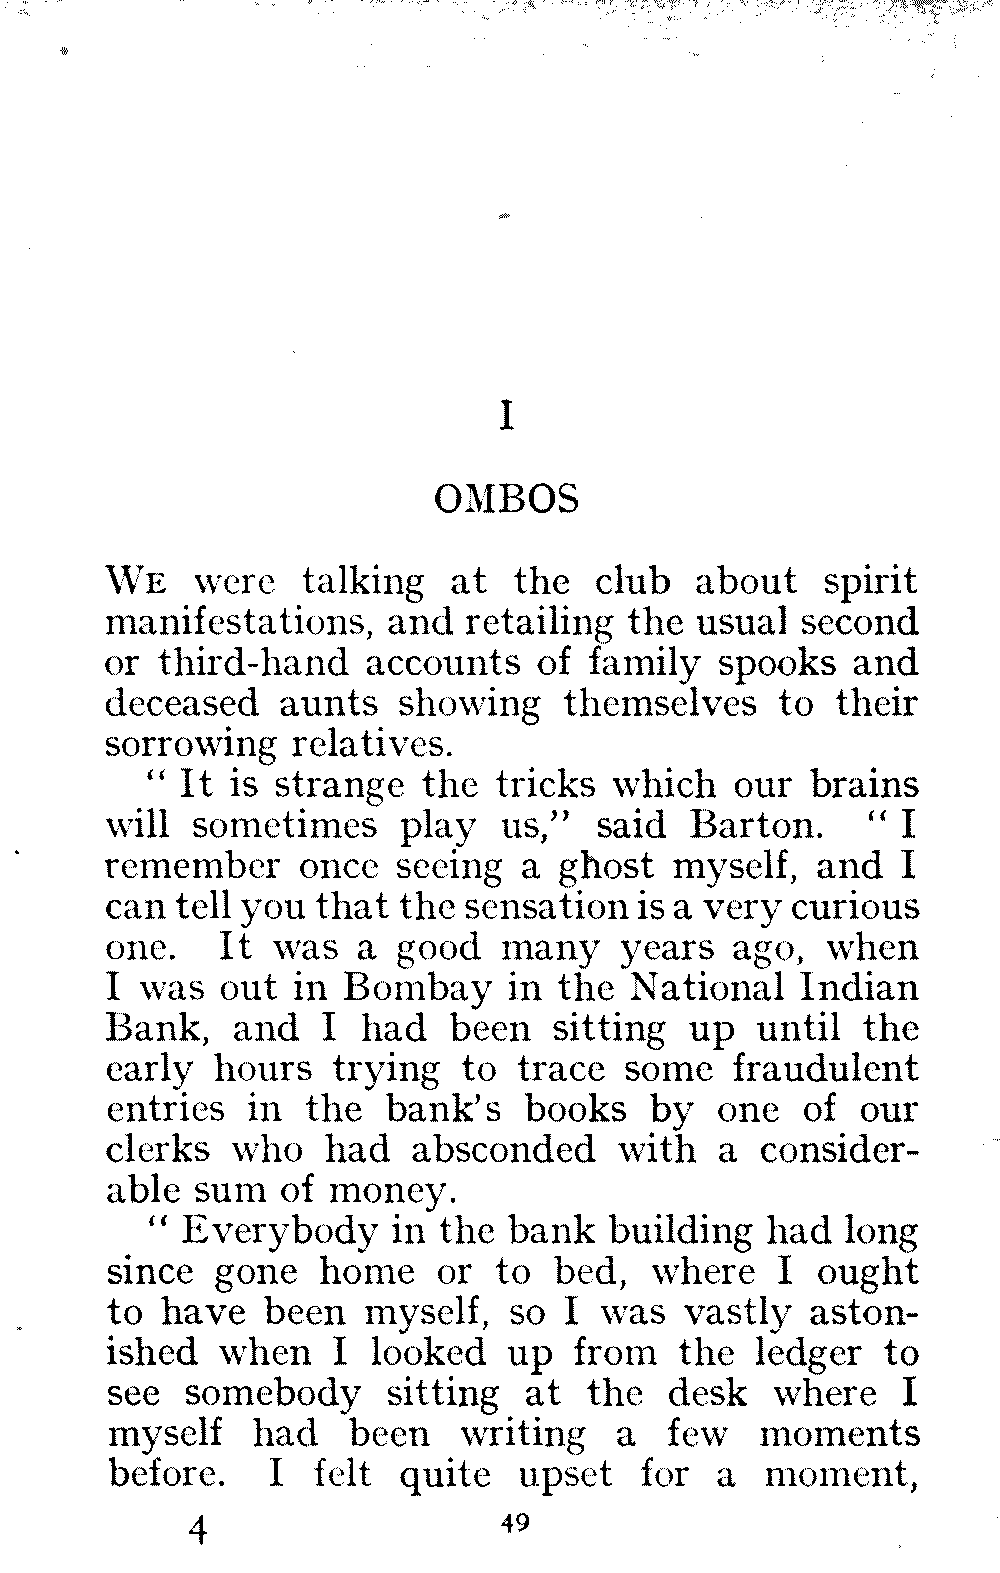 I
OMBOS
WE were talking at the club about spirit
manifestations, and retailing the usual second
or third-hand accounts of family spooks and
deceased aunts showing themselves to their
sorrowing relatives.
“ It is strange the tricks which our brains
will sometimes play us,” said Barton. “ I
remember once seeing a ghost myself, and I
can tell you that the sensation is a very curious
one. It was a good many years ago, when
I was out in Bombay in the National Indian
Bank, and I had been sitting up until the
early hours trying to trace some fraudulent
entries in the bank’s books by one of our
clerks who had absconded with a consider-
able sum of money.
“ Everybody in the bank building had long
since gone home or to bed, where I ought
to have been myself, so I was vastly aston-
ished when I looked up from the ledger to
see somebody sitting at the desk where I
myself had been writing a few moments
before. I felt quite upset for a moment,
4 49